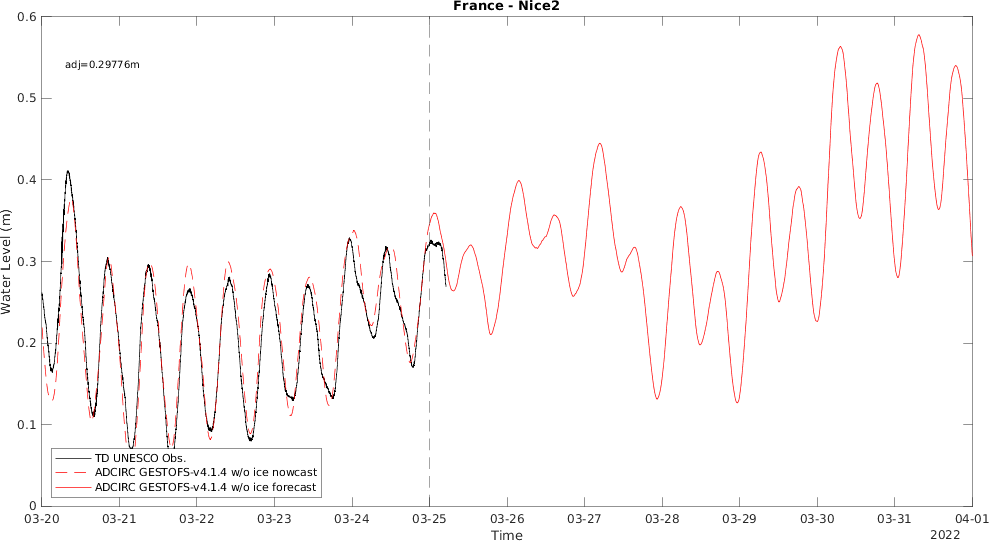 France - Nice2
adj=0.29776m
0.6
0.5
0.4
0.3
0.2
0.1
0
Water Level (m)
TD UNESCO Obs.
ADCIRC GESTOFS-v4.1.4 w/o ice nowcast
ADCIRC GESTOFS-v4.1.4 w/o ice forecast
03-20 03-21 03-22 03-23 03-24 03-25 03-26 03-27 03-28 03-29 03-30 03-31 04-01
Time
2022